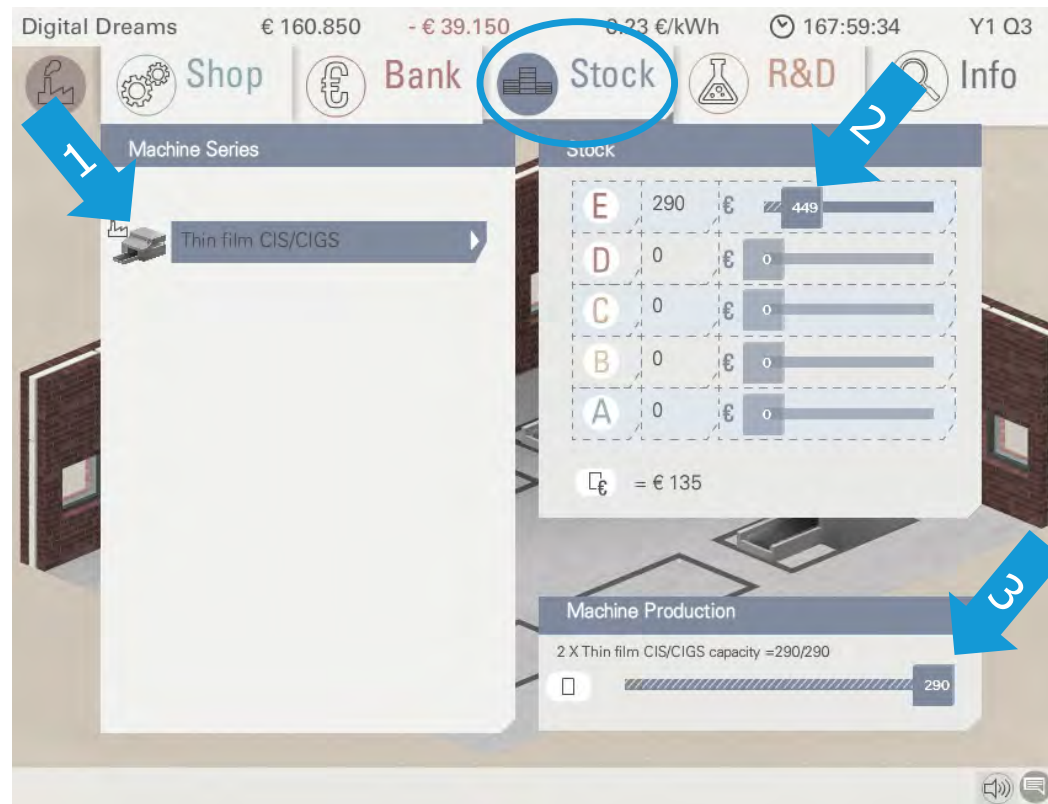 Digital Dreams € 160.850 - € 39.150 0.23 €/kWh 167:59:34 Y1 Q3
Shop Bank Stock R&D Info
1
2
Machine Series
Stock
Thin film CIS/CIGS
E 290 € 449
D 0 € 0
C 0 € 0
B 0 € 0
A 0 € 0
€ = € 135
3
Machine Production
2 X Thin film CIS/CIGS capacity =290/290
290